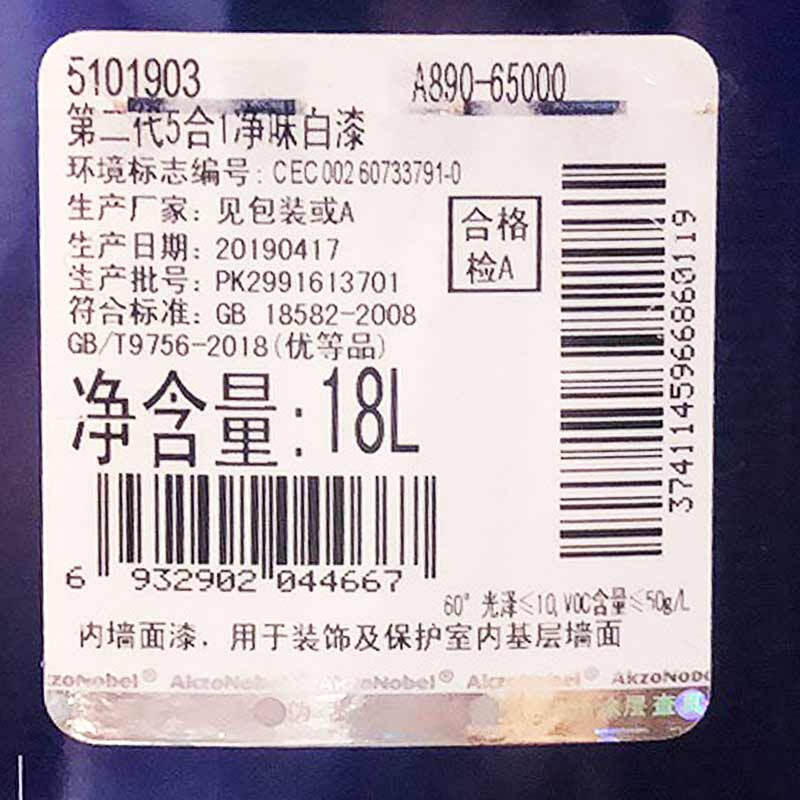 5101903 A890-65000
第二代5合1净味白漆
环境标志编号: CEC 002 60733791-0
生产厂家: 见包装或A
生产日期: 20190417
生产批号: PK2991613701
符合标准: GB 18582-2008
GB/T9756-2018(优等品)
合格
检A
净含量:18L
6 932902 044667
37411459668860119
60° 光泽≤10, VOC含量≤50g/L
内墙面漆. 用于装饰及保护室内基层墙面
AkzoNobel® AkzoNobel® AkzoNobel® AkzoNobel® AkzoNobe